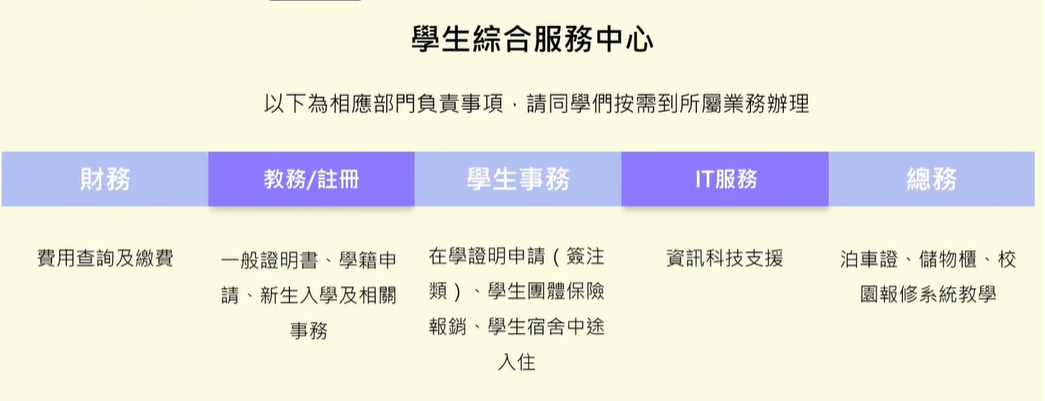 學生綜合服務中心
以下為相應部門負責事項，請同學們按需到所屬業務辦理
財務
教務/註冊
學生事務
IT服務
總務
費用查詢及繳費
一般證明書、學籍申
請、新生入學及相關
事務
在學證明申請（簽注
類）、學生團體保險
報銷、學生宿舍中途
入住
資訊科技支援
泊車證、儲物櫃、校
園報修系統教學